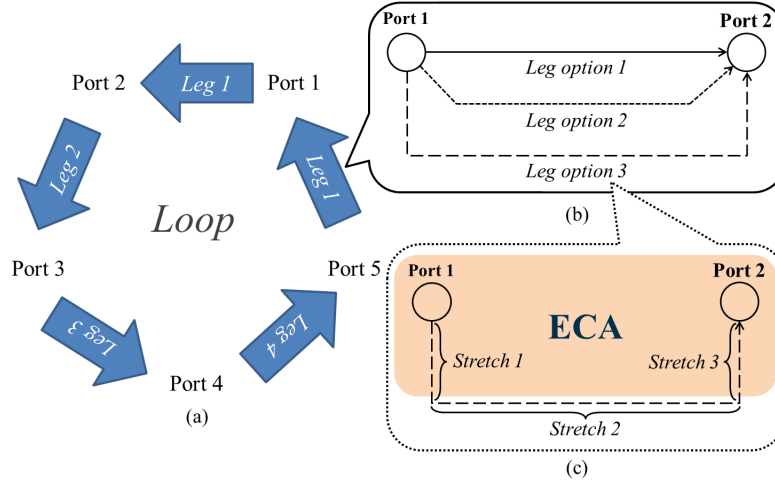 Port 2
Leg 1
Port 1
Leg 2
Leg 1
Loop
Port 3
Port 5
Leg 3
Leg 4
Port 4
(a)
Port 1
Port 2
Leg option 1
Leg option 2
Leg option 3
(b)
Port 1
Port 2
ECA
Stretch 1
Stretch 3
Stretch 2
(c)